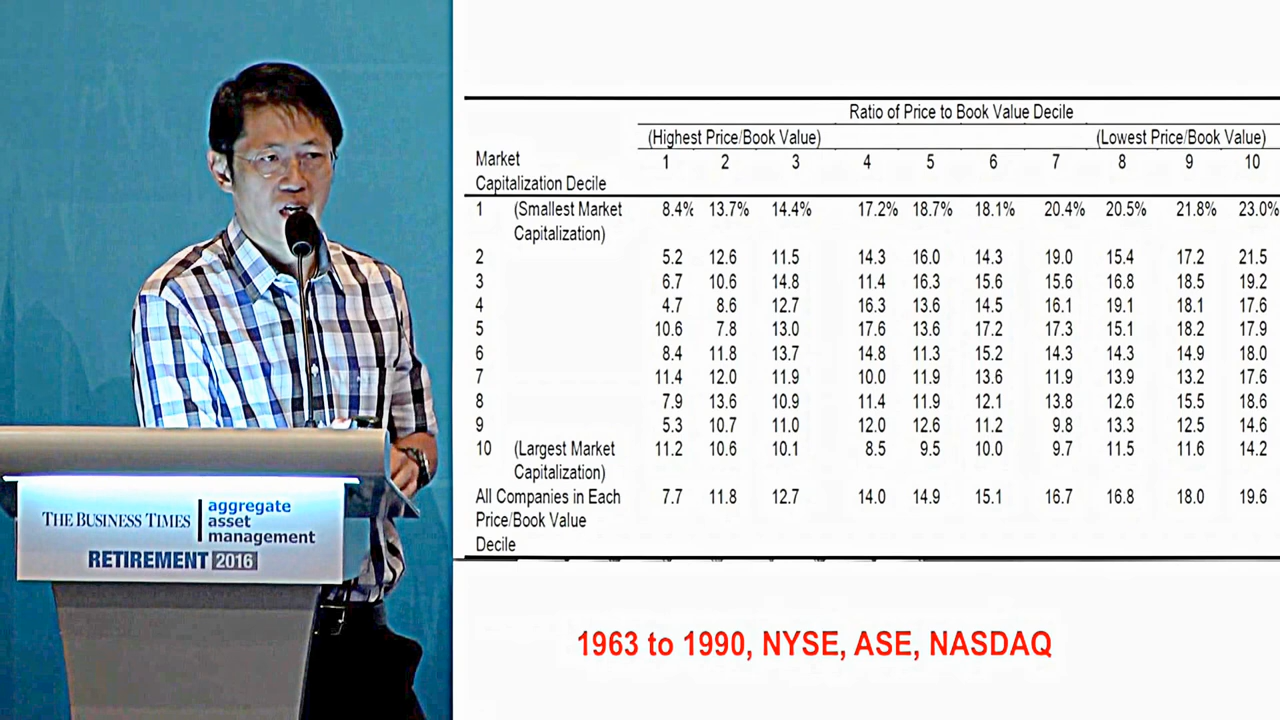 THE BUSINESS TIMES
aggregate
asset
management
RETIREMENT 2016
Ratio of Price to Book Value Decile
(Highest Price/Book Value) (Lowest Price/Book Value)
Market
Capitalization Decile 1 2 3 4 5 6 7 8 9 10
1 (Smallest Market 8.4% 13.7% 14.4% 17.2% 18.7% 18.1% 20.4% 20.5% 21.8% 23.0%
Capitalization)
2 5.2 12.6 11.5 14.3 16.0 14.3 19.0 15.4 17.2 21.5
3 6.7 10.6 14.8 11.4 16.3 15.6 15.6 16.8 18.5 19.2
4 4.7 8.6 12.7 16.3 13.6 14.5 16.1 19.1 18.1 17.6
5 10.6 7.8 13.0 17.6 13.6 17.2 17.3 15.1 18.2 17.9
6 8.4 11.8 13.7 14.8 11.3 15.2 14.3 14.3 14.9 18.0
7 11.4 12.0 11.9 10.0 11.9 13.6 11.9 13.9 13.2 17.6
8 7.9 13.6 10.9 11.4 11.9 12.1 13.8 12.6 15.5 18.6
9 5.3 10.7 11.0 12.0 12.6 11.2 9.8 13.3 12.5 14.6
10 (Largest Market 11.2 10.6 10.1 8.5 9.5 10.0 9.7 11.5 11.6 14.2
Capitalization)
All Companies in Each 7.7 11.8 12.7 14.0 14.9 15.1 16.7 16.8 18.0 19.6
Price/Book Value
Decile
1963 to 1990, NYSE, ASE, NASDAQ